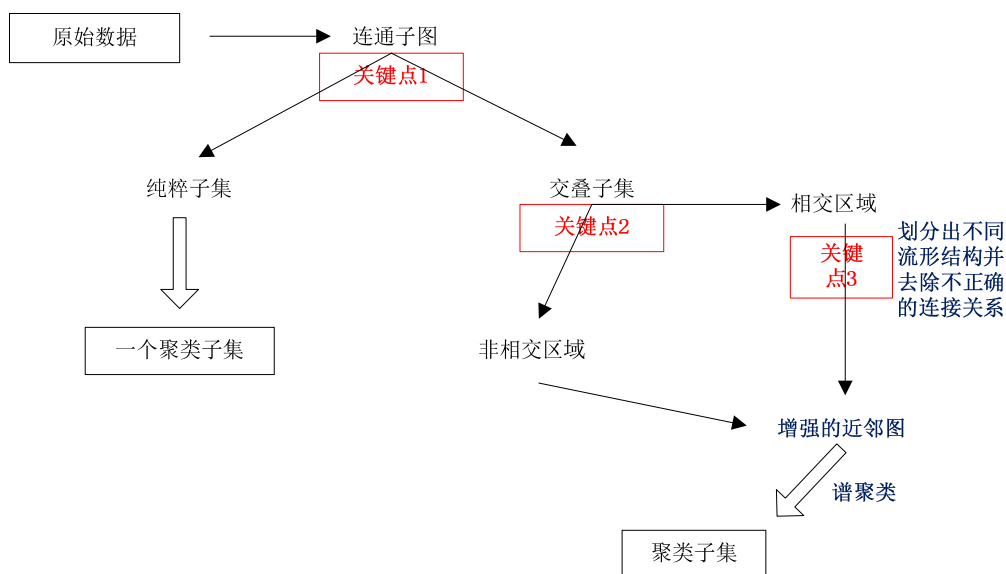 原始数据
连通子图
关键点1
纯粹子集
交叠子集
相交区域
关键点2
关键
点3
划分出不同
流形结构并
去除不正确
的连接关系
一个聚类子集
非相交区域
增强的近邻图
谱聚类
聚类子集